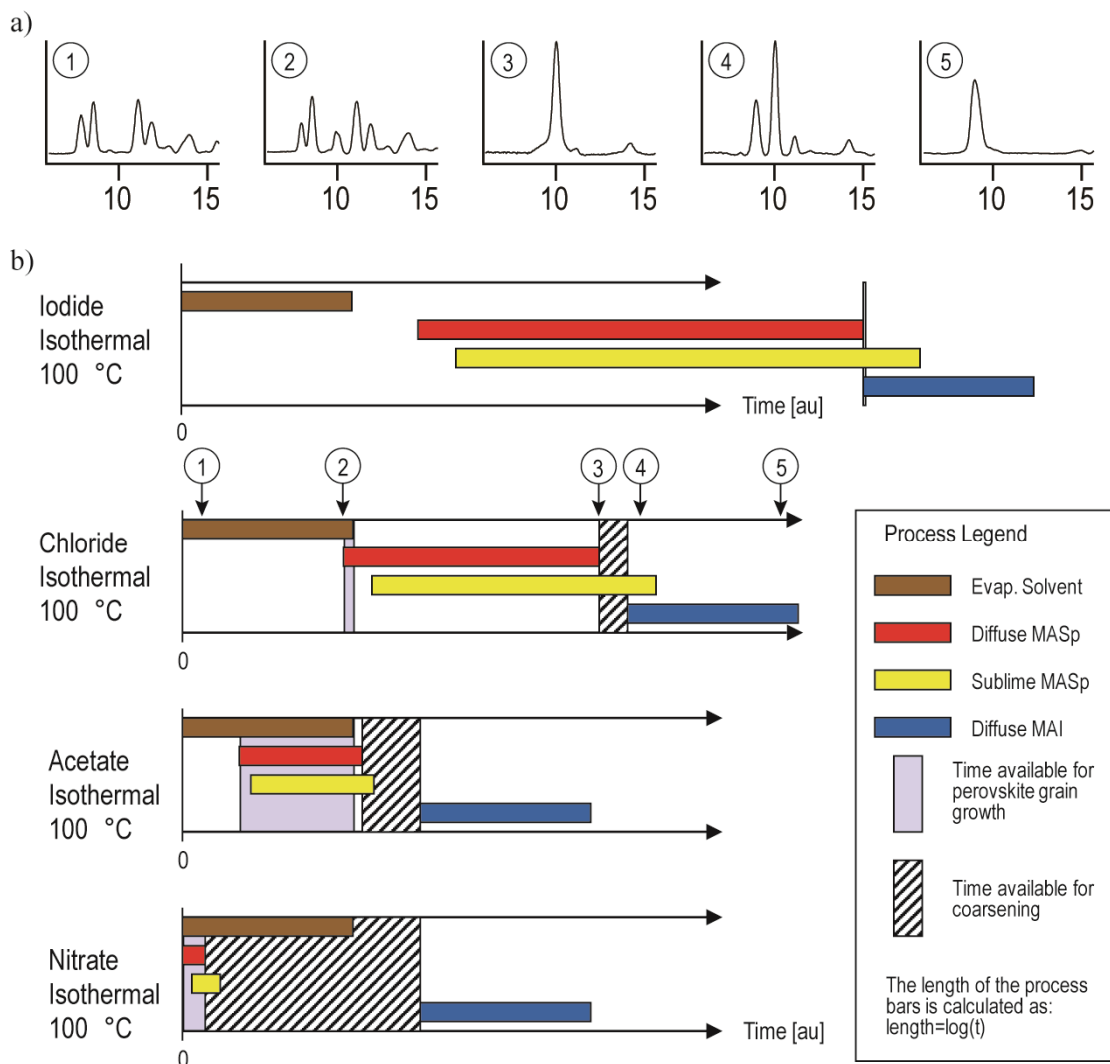 a)
1
2
3
4
5
10 15
10 15
10 15
10 15
10 15
b)
Iodide
Isothermal
100 °C
Time [au]
0
1
2
3
4
5
Chloride
Isothermal
100 °C
0
Acetate
Isothermal
100 °C
0
Nitrate
Isothermal
100 °C
Time [au]
0
Process Legend
Evap. Solvent
Diffuse MASp
Sublime MASp
Diffuse MAI
Time available for
perovskite grain
growth
Time available for
coarsening
The length of the process
bars is calculated as:
length=log(t)